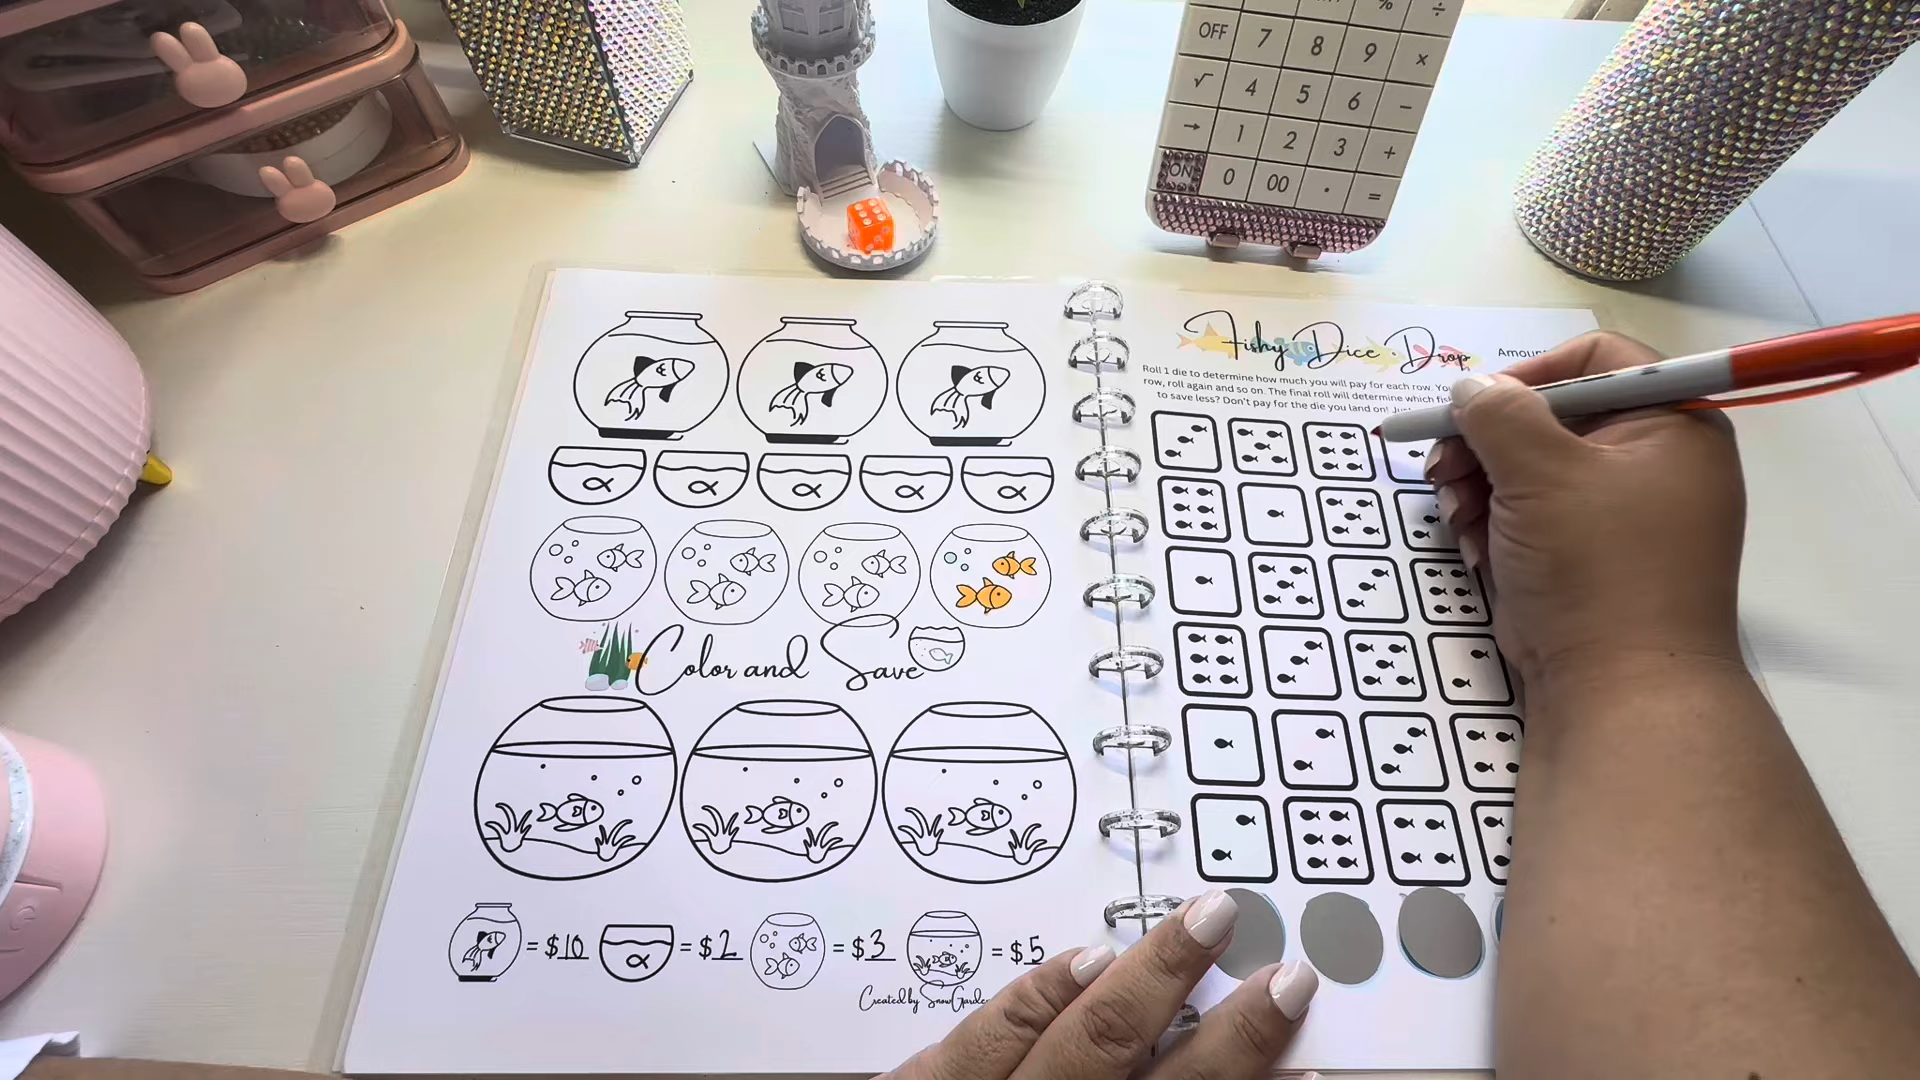 OFF 7 8 9 ×
√ 4 5 6 −
→ 1 2 3 +
ON 0 00 . =
% ÷
Fishy Dice Drop
Roll 1 die to determine how much you will pay for each row.
row, roll again and so on. The final roll will determine which
to save less? Don't pay for the die you land on!
Color and Save
= $10 = $2 = $3 = $5
Created by